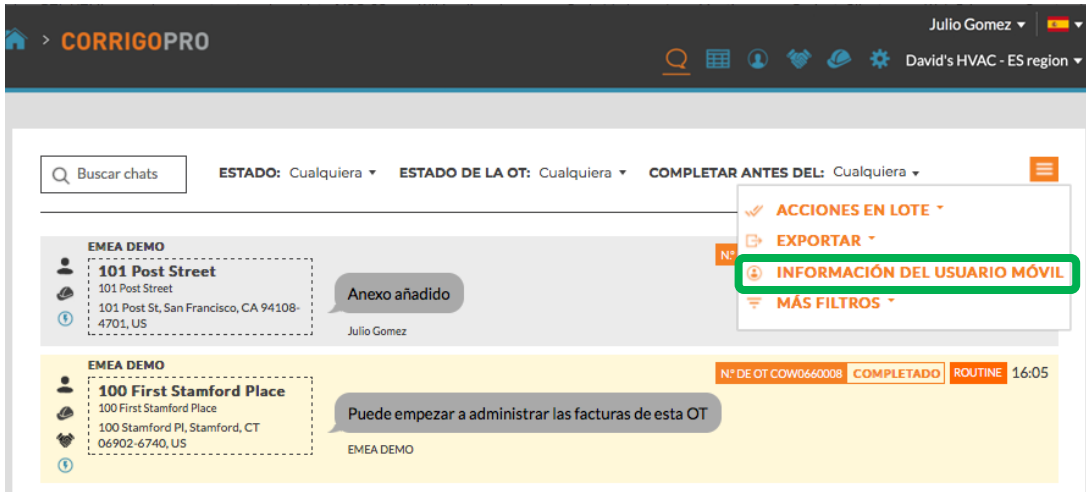 Julio Gomez
> CORRIGOPRO
David's HVAC - ES region
Buscar chats
ESTADO: Cualquiera
ESTADO DE LA OT: Cualquiera
COMPLETAR ANTES DEL: Cualquiera
ACCIONES EN LOTE
EXPORTAR
INFORMACIÓN DEL USUARIO MÓVIL
MÁS FILTROS
EMEA DEMO
101 Post Street
101 Post Street
101 Post St, San Francisco, CA 94108-
4701, US
Anexo añadido
Julio Gomez
N.º
EMEA DEMO
100 First Stamford Place
100 First Stamford Place
100 Stamford Pl, Stamford, CT
06902-6740, US
Puede empezar a administrar las facturas de esta OT
EMEA DEMO
N.º DE OT COW0660008 COMPLETADO ROUTINE 16:05